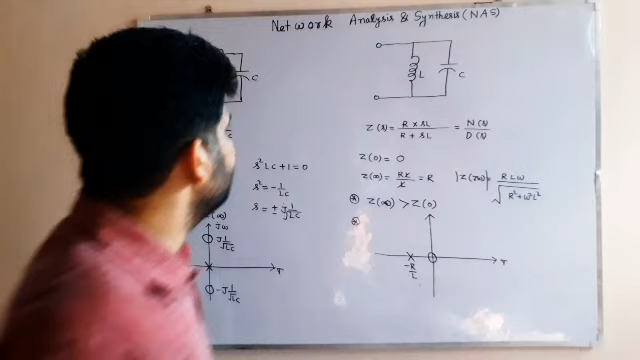 Network Analysis & Synthesis (NAS)
C
s²LC + 1 = 0
s² = -1/LC
s = ± j 1/√LC
jω
j 1/√LC
σ
-j 1/√LC
L
C
Z(s) = R × sL / R + sL = N(s) / D(s)
Z(0) = 0
Z(∞) = RX/X = R
|Z(jω)| = RLω / √R² + ω²L²
⊛ Z(∞) > Z(0)
⊛
-R/L
σ